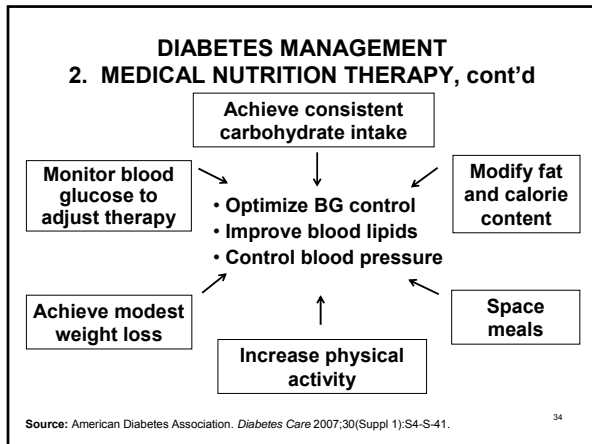 DIABETES MANAGEMENT
2. MEDICAL NUTRITION THERAPY, cont'd
Achieve consistent
carbohydrate intake
Monitor blood
glucose to
adjust therapy
Modify fat
and calorie
content
• Optimize BG control
• Improve blood lipids
• Control blood pressure
Achieve modest
weight loss
Space
meals
Increase physical
activity
Source: American Diabetes Association. Diabetes Care 2007;30(Suppl 1):S4-S-41.
34